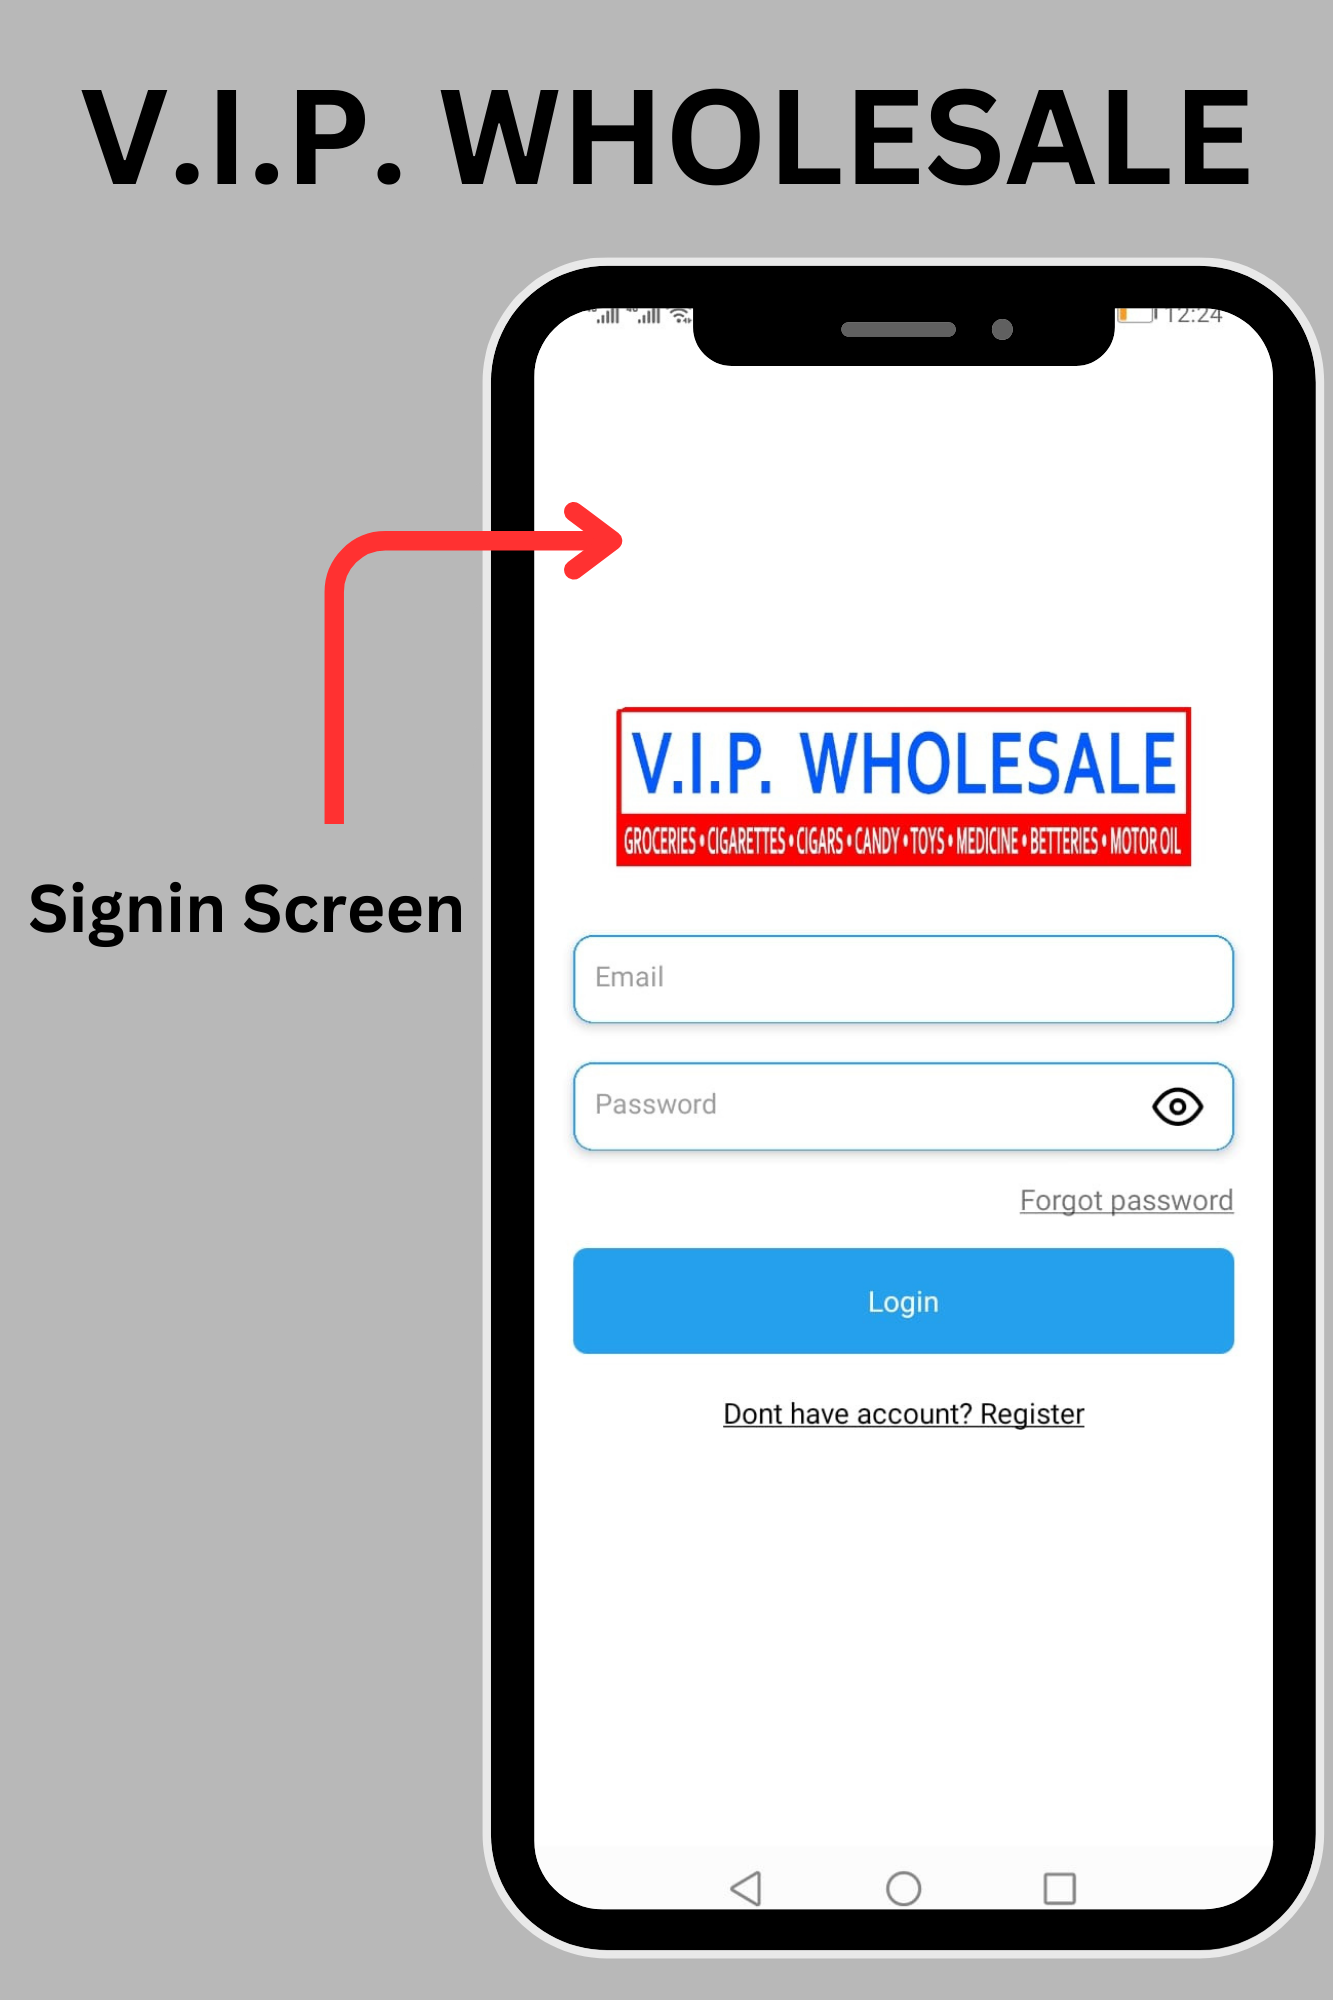 V.I.P. WHOLESALE
12:24
V.I.P. WHOLESALE
GROCERIES • CIGARETTES • CIGARS • CANDY • TOYS • MEDICINE • BETTERIES • MOTOR OIL
Signin Screen
Email
Password
Forgot password
Login
Dont have account? Register